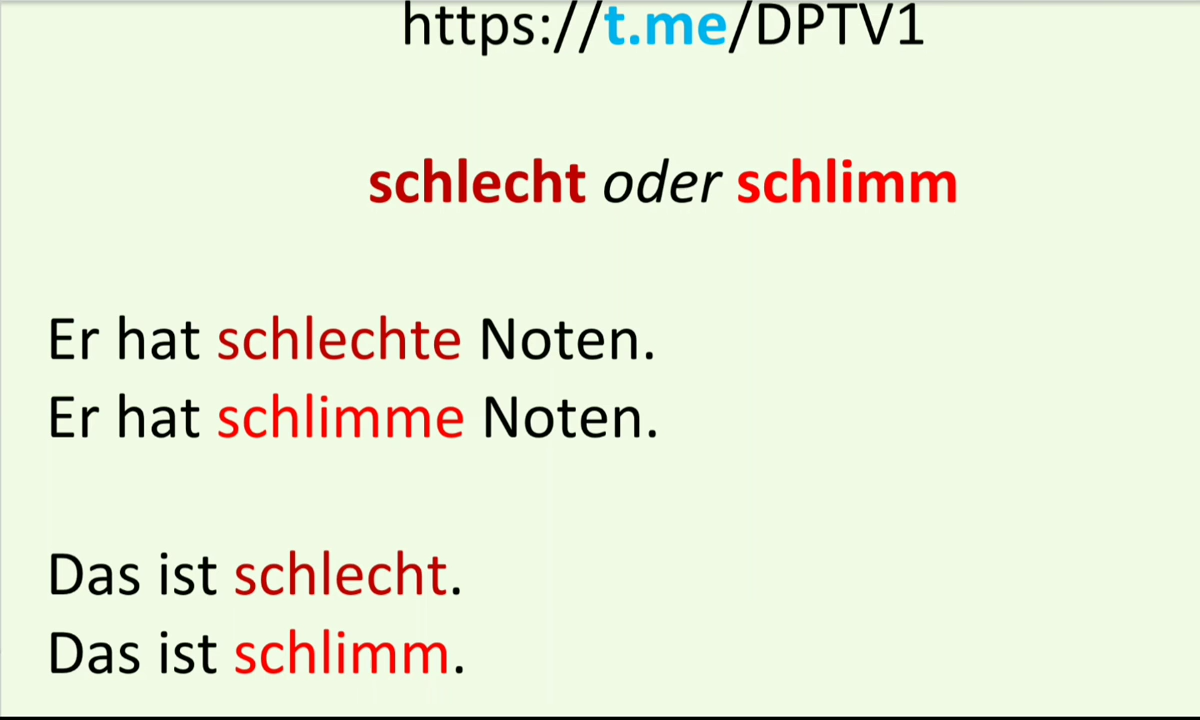 https://t.me/DPTV1
schlecht oder schlimm
Er hat schlechte Noten.
Er hat schlimme Noten.
Das ist schlecht.
Das ist schlimm.